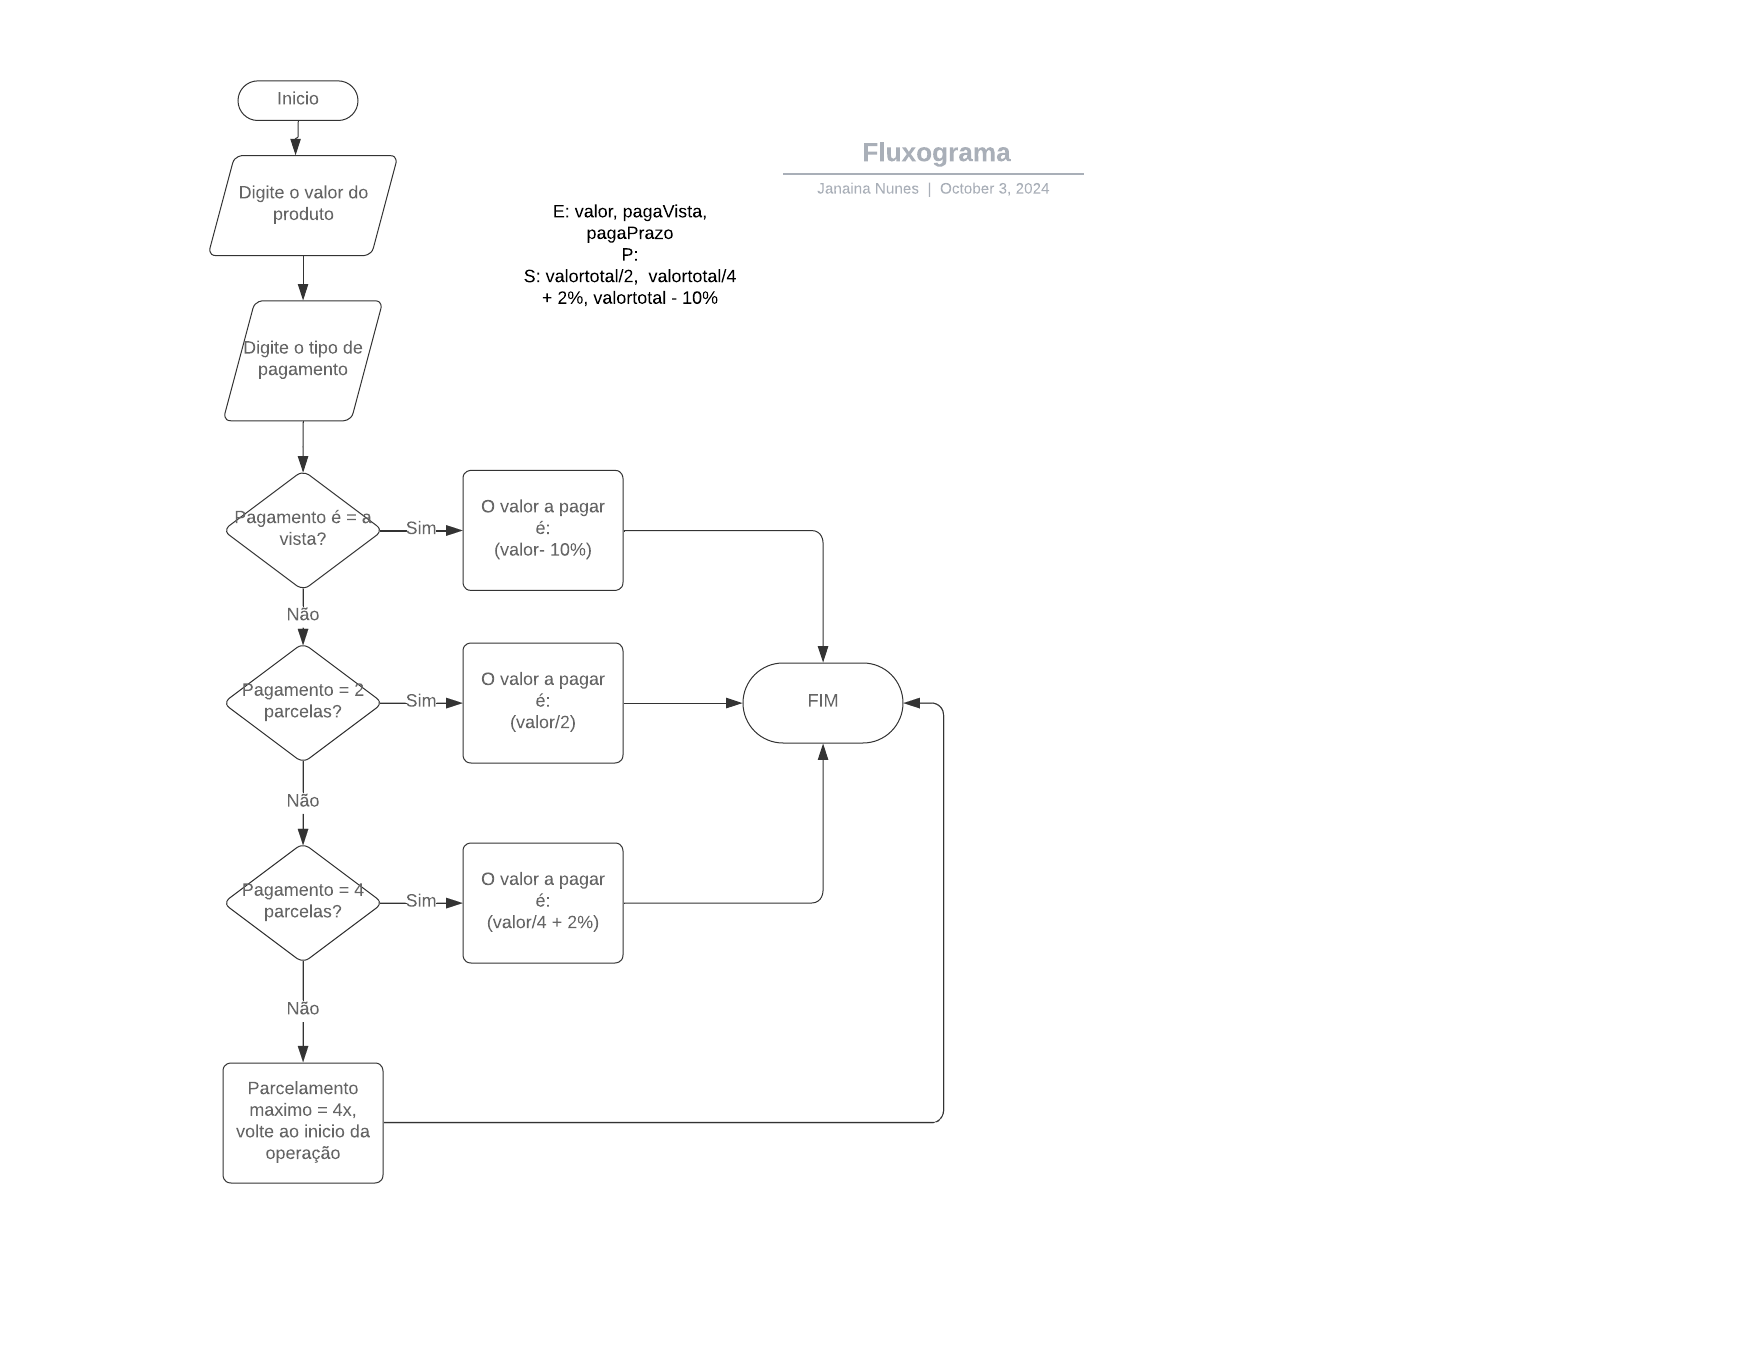 Inicio
Fluxograma
Janaina Nunes | October 3, 2024
Digite o valor do
produto
E: valor, pagaVista,
pagaPrazo
P:
S: valortotal/2,  valortotal/4
+ 2%, valortotal - 10%
Digite o tipo de
pagamento
Pagamento é = a
vista?
Sim
O valor a pagar
é:
(valor- 10%)
Não
Pagamento = 2
parcelas?
Sim
O valor a pagar
é:
(valor/2)
FIM
Não
Pagamento = 4
parcelas?
Sim
O valor a pagar
é:
(valor/4 + 2%)
Não
Parcelamento
maximo = 4x,
volte ao inicio da
operação